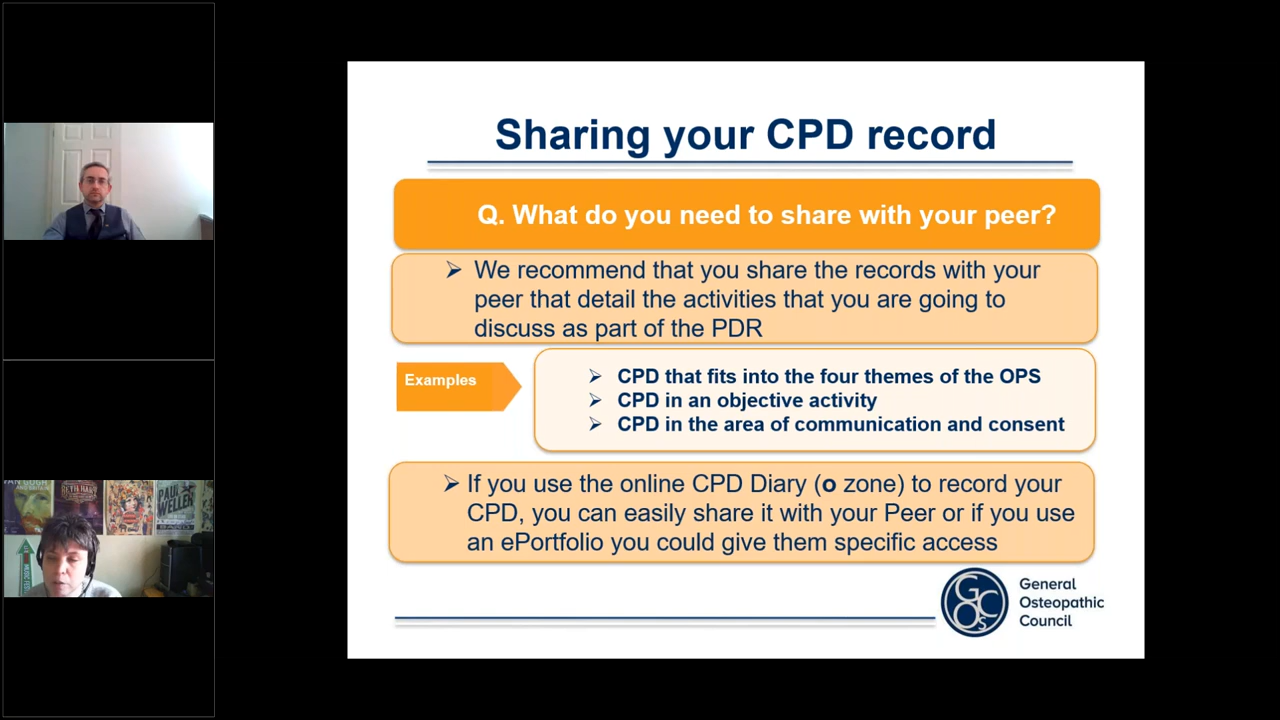 Sharing your CPD record
Q. What do you need to share with your peer?
➢ We recommend that you share the records with your
peer that detail the activities that you are going to
discuss as part of the PDR
Examples
➢ CPD that fits into the four themes of the OPS
➢ CPD in an objective activity
➢ CPD in the area of communication and consent
➢ If you use the online CPD Diary (o zone) to record your
CPD, you can easily share it with your Peer or if you use
an ePortfolio you could give them specific access
GCOs
General
Osteopathic
Council
VAN GOGH
BETH HART
PAUL
WELLER